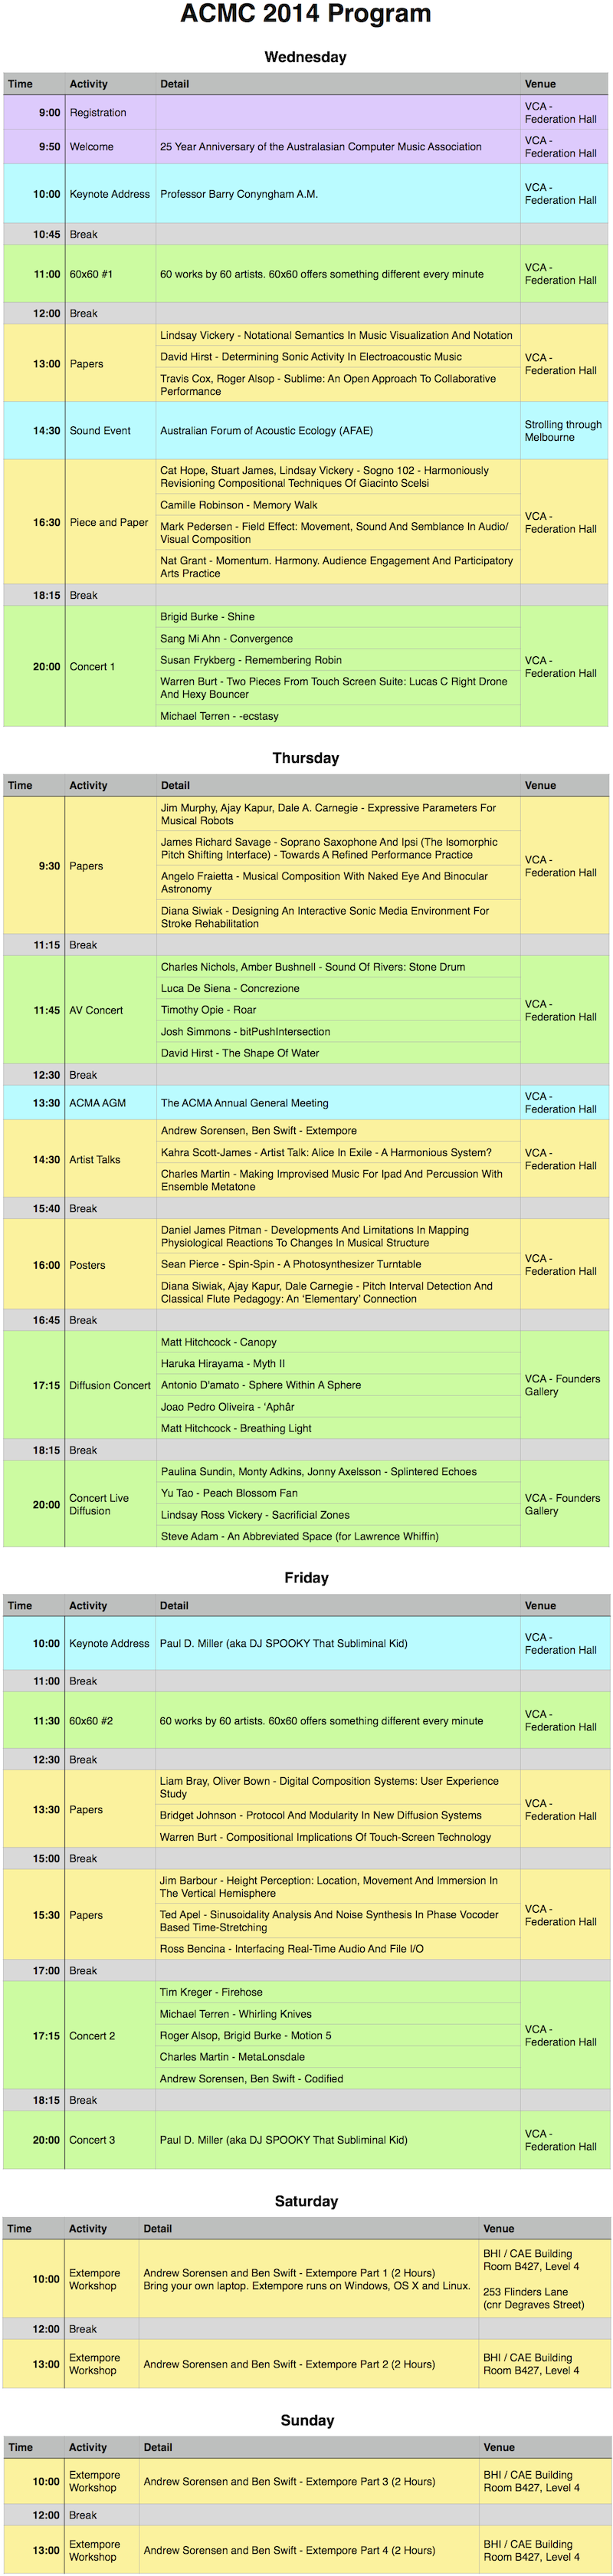 ACMC 2014 Program
Wednesday
Time Activity Detail Venue
9:00 Registration VCA -
Federation Hall
9:50 Welcome 25 Year Anniversary of the Australasian Computer Music Association VCA -
Federation Hall
10:00 Keynote Address Professor Barry Conyngham A.M. VCA -
Federation Hall
10:45 Break
11:00 60x60 #1 60 works by 60 artists. 60x60 offers something different every minute VCA -
Federation Hall
12:00 Break
13:00 Papers
Lindsay Vickery - Notational Semantics In Music Visualization And Notation
David Hirst - Determining Sonic Activity In Electroacoustic Music
Travis Cox, Roger Alsop - Sublime: An Open Approach To Collaborative
Performance
VCA -
Federation Hall
14:30 Sound Event Australian Forum of Acoustic Ecology (AFAE) Strolling through
Melbourne
16:30 Piece and Paper
Cat Hope, Stuart James, Lindsay Vickery - Sogno 102 - Harmoniously
Revisioning Compositional Techniques Of Giacinto Scelsi
Camille Robinson - Memory Walk
Mark Pedersen - Field Effect: Movement, Sound And Semblance In Audio/
Visual Composition
Nat Grant - Momentum. Harmony. Audience Engagement And Participatory
Arts Practice
VCA -
Federation Hall
18:15 Break
20:00 Concert 1
Brigid Burke - Shine
Sang Mi Ahn - Convergence
Susan Frykberg - Remembering Robin
Warren Burt - Two Pieces From Touch Screen Suite: Lucas C Right Drone
And Hexy Bouncer
Michael Terren - -ecstasy
VCA -
Federation Hall
Thursday
Time Activity Detail Venue
9:30 Papers
Jim Murphy, Ajay Kapur, Dale A. Carnegie - Expressive Parameters For
Musical Robots
James Richard Savage - Soprano Saxophone And Ipsi (The Isomorphic
Pitch Shifting Interface) - Towards A Refined Performance Practice
Angelo Fraietta - Musical Composition With Naked Eye And Binocular
Astronomy
Diana Siwiak - Designing An Interactive Sonic Media Environment For
Stroke Rehabilitation
VCA -
Federation Hall
11:15 Break
11:45 AV Concert
Charles Nichols, Amber Bushnell - Sound Of Rivers: Stone Drum
Luca De Siena - Concrezione
Timothy Opie - Roar
Josh Simmons - bitPushIntersection
David Hirst - The Shape Of Water
VCA -
Federation Hall
12:30 Break
13:30 ACMA AGM The ACMA Annual General Meeting VCA -
Federation Hall
14:30 Artist Talks
Andrew Sorensen, Ben Swift - Extempore
Kahra Scott-James - Artist Talk: Alice In Exile - A Harmonious System?
Charles Martin - Making Improvised Music For Ipad And Percussion With
Ensemble Metatone
VCA -
Federation Hall
15:40 Break
16:00 Posters
Daniel James Pitman - Developments And Limitations In Mapping
Physiological Reactions To Changes In Musical Structure
Sean Pierce - Spin-Spin - A Photosynthesizer Turntable
Diana Siwiak, Ajay Kapur, Dale Carnegie - Pitch Interval Detection And
Classical Flute Pedagogy: An ‘Elementary’ Connection
VCA -
Federation Hall
16:45 Break
17:15 Diffusion Concert
Matt Hitchcock - Canopy
Haruka Hirayama - Myth II
Antonio D'amato - Sphere Within A Sphere
Joao Pedro Oliveira - ‘Aphâr
Matt Hitchcock - Breathing Light
VCA - Founders
Gallery
18:15 Break
20:00 Concert Live
Diffusion
Paulina Sundin, Monty Adkins, Jonny Axelsson - Splintered Echoes
Yu Tao - Peach Blossom Fan
Lindsay Ross Vickery - Sacrificial Zones
Steve Adam - An Abbreviated Space (for Lawrence Whiffin)
VCA - Founders
Gallery
Friday
Time Activity Detail Venue
10:00 Keynote Address Paul D. Miller (aka DJ SPOOKY That Subliminal Kid) VCA -
Federation Hall
11:00 Break
11:30 60x60 #2 60 works by 60 artists. 60x60 offers something different every minute VCA -
Federation Hall
12:30 Break
13:30 Papers
Liam Bray, Oliver Bown - Digital Composition Systems: User Experience
Study
Bridget Johnson - Protocol And Modularity In New Diffusion Systems
Warren Burt - Compositional Implications Of Touch-Screen Technology
VCA -
Federation Hall
15:00 Break
15:30 Papers
Jim Barbour - Height Perception: Location, Movement And Immersion In
The Vertical Hemisphere
Ted Apel - Sinusoidality Analysis And Noise Synthesis In Phase Vocoder
Based Time-Stretching
Ross Bencina - Interfacing Real-Time Audio And File I/O
VCA -
Federation Hall
17:00 Break
17:15 Concert 2
Tim Kreger - Firehose
Michael Terren - Whirling Knives
Roger Alsop, Brigid Burke - Motion 5
Charles Martin - MetaLonsdale
Andrew Sorensen, Ben Swift - Codified
VCA -
Federation Hall
18:15 Break
20:00 Concert 3 Paul D. Miller (aka DJ SPOOKY That Subliminal Kid) VCA -
Federation Hall
Saturday
Time Activity Detail Venue
10:00 Extempore
Workshop
Andrew Sorensen and Ben Swift - Extempore Part 1 (2 Hours)
Bring your own laptop. Extempore runs on Windows, OS X and Linux.
BHI / CAE Building
Room B427, Level 4
253 Flinders Lane
(cnr Degraves Street)
12:00 Break
13:00 Extempore
Workshop
Andrew Sorensen and Ben Swift - Extempore Part 2 (2 Hours)
BHI / CAE Building
Room B427, Level 4
Sunday
Time Activity Detail Venue
10:00 Extempore
Workshop
Andrew Sorensen and Ben Swift - Extempore Part 3 (2 Hours)
BHI / CAE Building
Room B427, Level 4
12:00 Break
13:00 Extempore
Workshop
Andrew Sorensen and Ben Swift - Extempore Part 4 (2 Hours)
BHI / CAE Building
Room B427, Level 4